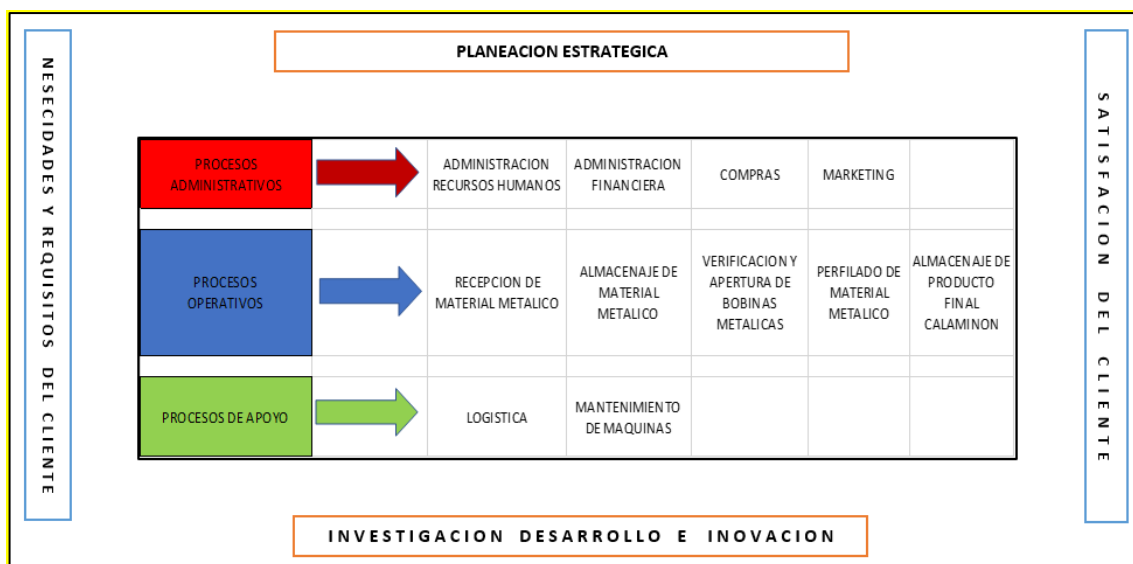 PLANEACION ESTRATEGICA
NESECIDADES Y REQUISITOS DEL CLIENTE
PROCESOS
ADMINISTRATIVOS
ADMINISTRACION
RECURSOS HUMANOS
ADMINISTRACION
FINANCIERA
COMPRAS
MARKETING
PROCESOS
OPERATIVOS
RECEPCION DE
MATERIAL METALICO
ALMACENAJE DE
MATERIAL
METALICO
VERIFICACION Y
APERTURA DE
BOBINAS
METALICAS
PERFILADO DE
MATERIAL
METALICO
ALMACENAJE DE
PRODUCTO
FINAL
CALAMINON
PROCESOS DE APOYO
LOGISTICA
MANTENIMIENTO
DE MAQUINAS
SATISFACION DEL CLIENTE
INVESTIGACION DESARROLLO E INOVACION